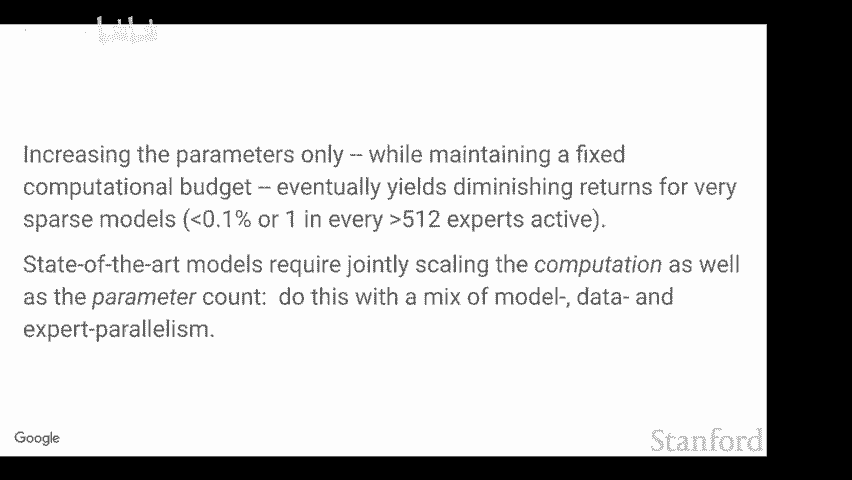 Increasing the parameters only -- while maintaining a fixed
computational budget -- eventually yields diminishing returns for very
sparse models (<0.1% or 1 in every >512 experts active).
State-of-the-art models require jointly scaling the computation as well
as the parameter count: do this with a mix of model-, data- and
expert-parallelism.
Google
Stanford